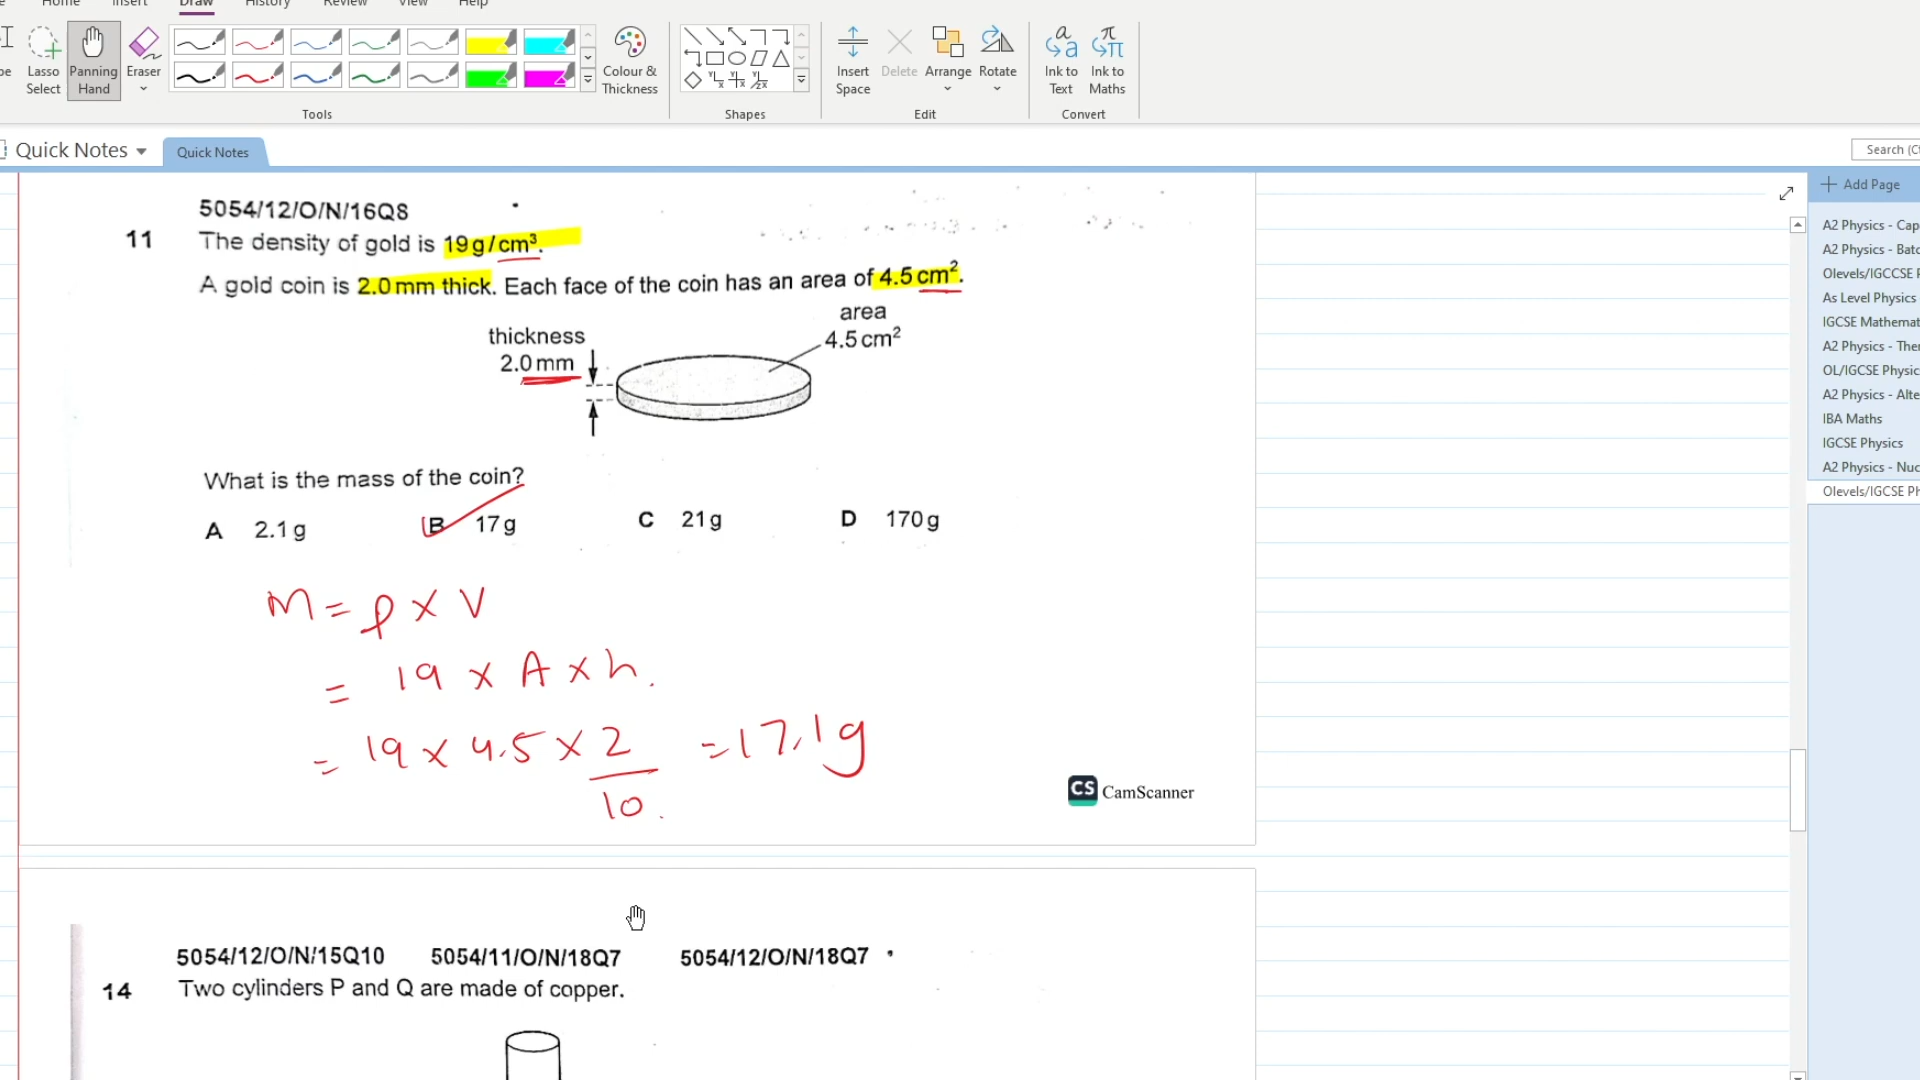 Home Insert Draw History Review View Help
Lasso Select
Panning Hand
Eraser
Colour & Thickness
Insert Space
Delete
Arrange
Rotate
Ink to Text
Ink to Maths
Tools
Shapes
Edit
Convert
Quick Notes
Quick Notes
Search (Ct
Add Page
A2 Physics - Cap
A2 Physics - Batc
Olevels/IGCCSE P
As Level Physics
IGCSE Mathemat
A2 Physics - Ther
OL/IGCSE Physic
A2 Physics - Alte
IBA Maths
IGCSE Physics
A2 Physics - Nuc
Olevels/IGCSE Ph
5054/12/O/N/16Q8
11 The density of gold is 19 g/cm³.
A gold coin is 2.0 mm thick. Each face of the coin has an area of 4.5 cm².
area
4.5 cm²
thickness
2.0 mm
What is the mass of the coin?
A 2.1 g B 17 g C 21 g D 170 g
M = ρ × V
= 19 × A × h.
= 19 × 4.5 × 2/10. = 17.1g
CS CamScanner
5054/12/O/N/15Q10 5054/11/O/N/18Q7 5054/12/O/N/18Q7
14 Two cylinders P and Q are made of copper.